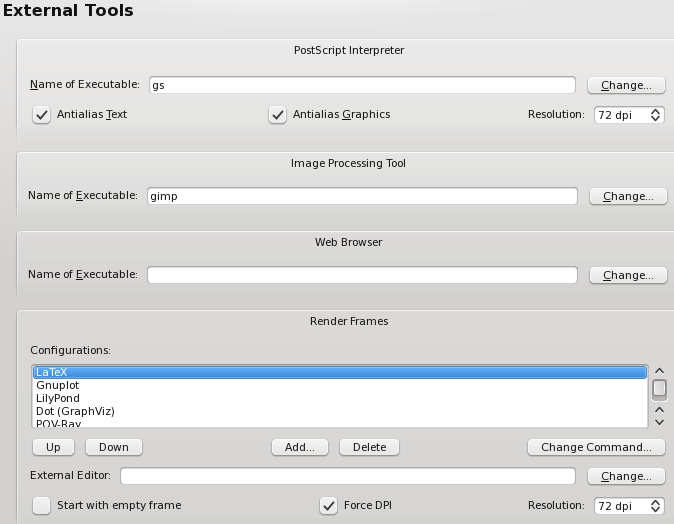 External Tools
PostScript Interpreter
Name of Executable: gs Change...
Antialias Text Antialias Graphics Resolution: 72 dpi
Image Processing Tool
Name of Executable: gimp Change...
Web Browser
Name of Executable: Change...
Render Frames
Configurations:
LaTeX
Gnuplot
LilyPond
Dot (GraphViz)
POV-Ray
Up Down Add... Delete Change Command...
External Editor: Change...
Start with empty frame Force DPI Resolution: 72 dpi